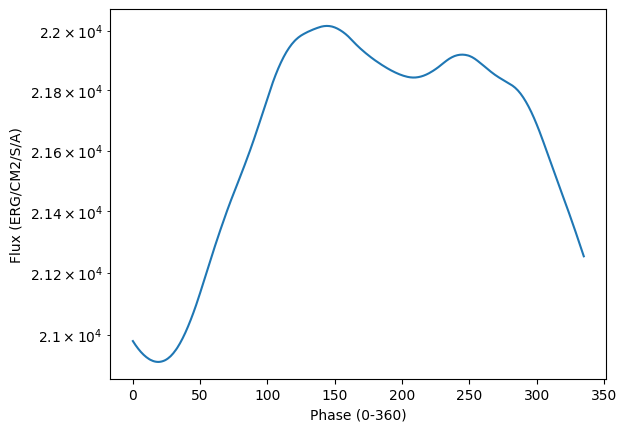 Flux (ERG/CM2/S/A)
2.2 × 10⁴
2.18 × 10⁴
2.16 × 10⁴
2.14 × 10⁴
2.12 × 10⁴
2.1 × 10⁴
0 50 100 150 200 250 300 350
Phase (0-360)